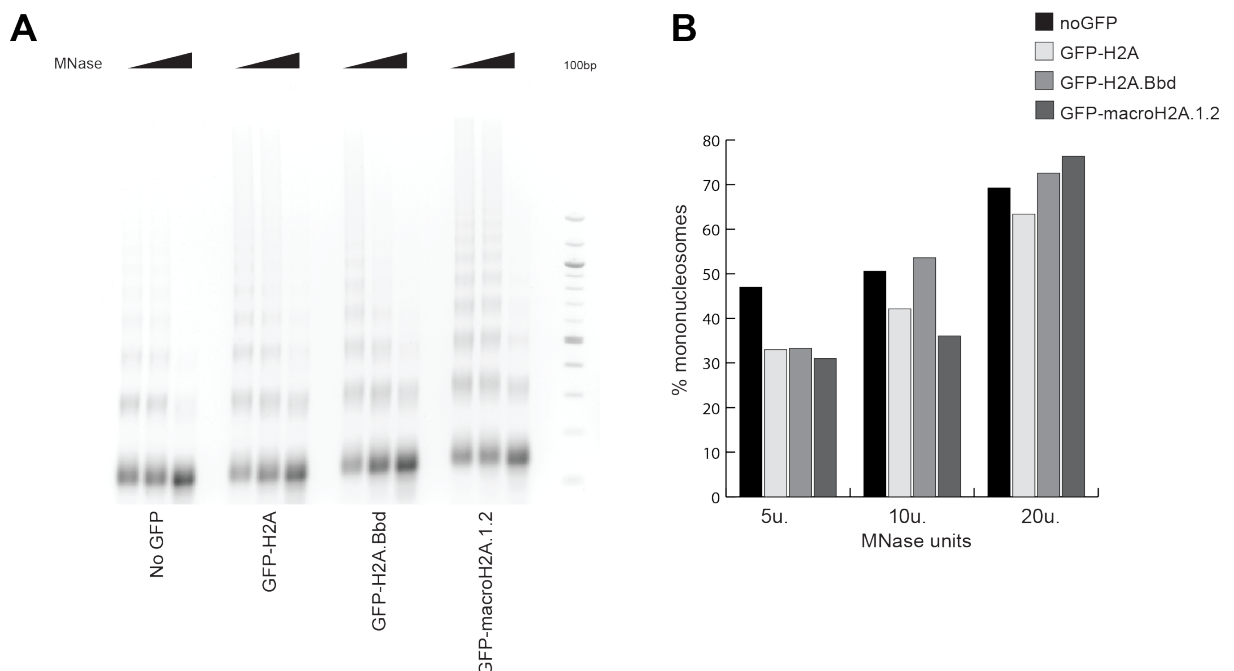 A
MNase
100bp
No GFP
GFP-H2A
GFP-H2A.Bbd
GFP-macroH2A.1.2
B
noGFP
GFP-H2A
GFP-H2A.Bbd
GFP-macroH2A.1.2
% mononucleosomes
80
70
60
50
40
30
20
10
0
5u.
10u.
20u.
MNase units